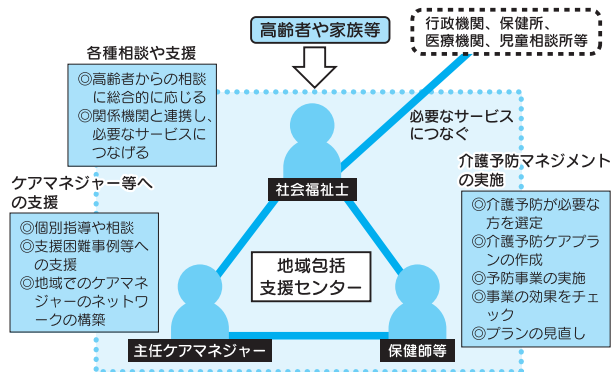 高齢者や家族等
行政機関、保健所、
医療機関、児童相談所等
各種相談や支援
◎高齢者からの相談
に総合的に応じる
◎関係機関と連携し、
必要なサービスに
つなげる
必要なサービス
につなぐ
社会福祉士
ケアマネジャー等へ
の支援
◎個別指導や相談
◎支援困難事例等へ
の支援
◎地域でのケアマネ
ジャーのネットワ
ークの構築
地域包括
支援センター
介護予防マネジメント
の実施
◎介護予防が必要な
方を選定
◎介護予防ケアプラ
ンの作成
◎予防事業の実施
◎事業の効果をチェ
ック
◎プランの見直し
主任ケアマネジャー
保健師等